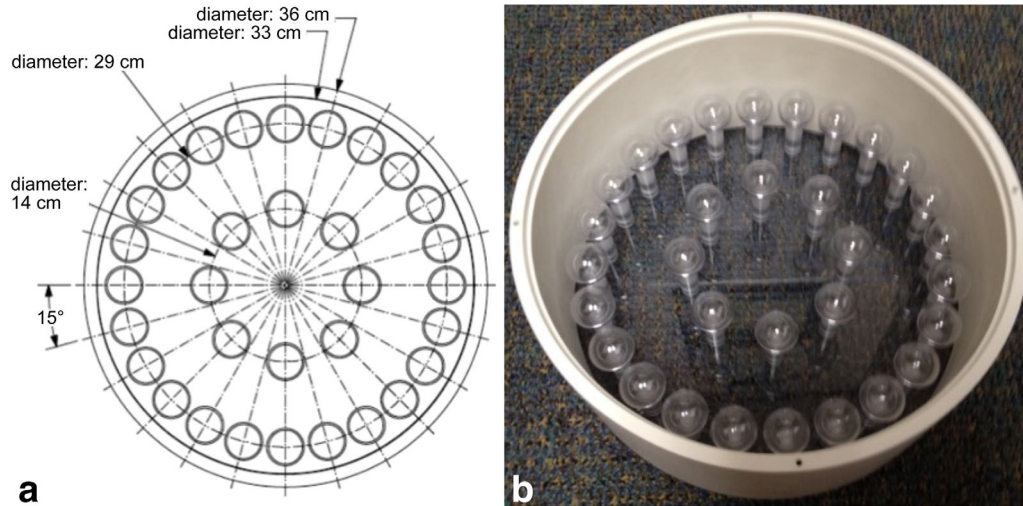 diameter: 36 cm
diameter: 33 cm
diameter: 29 cm
diameter:
14 cm
15°
a
b